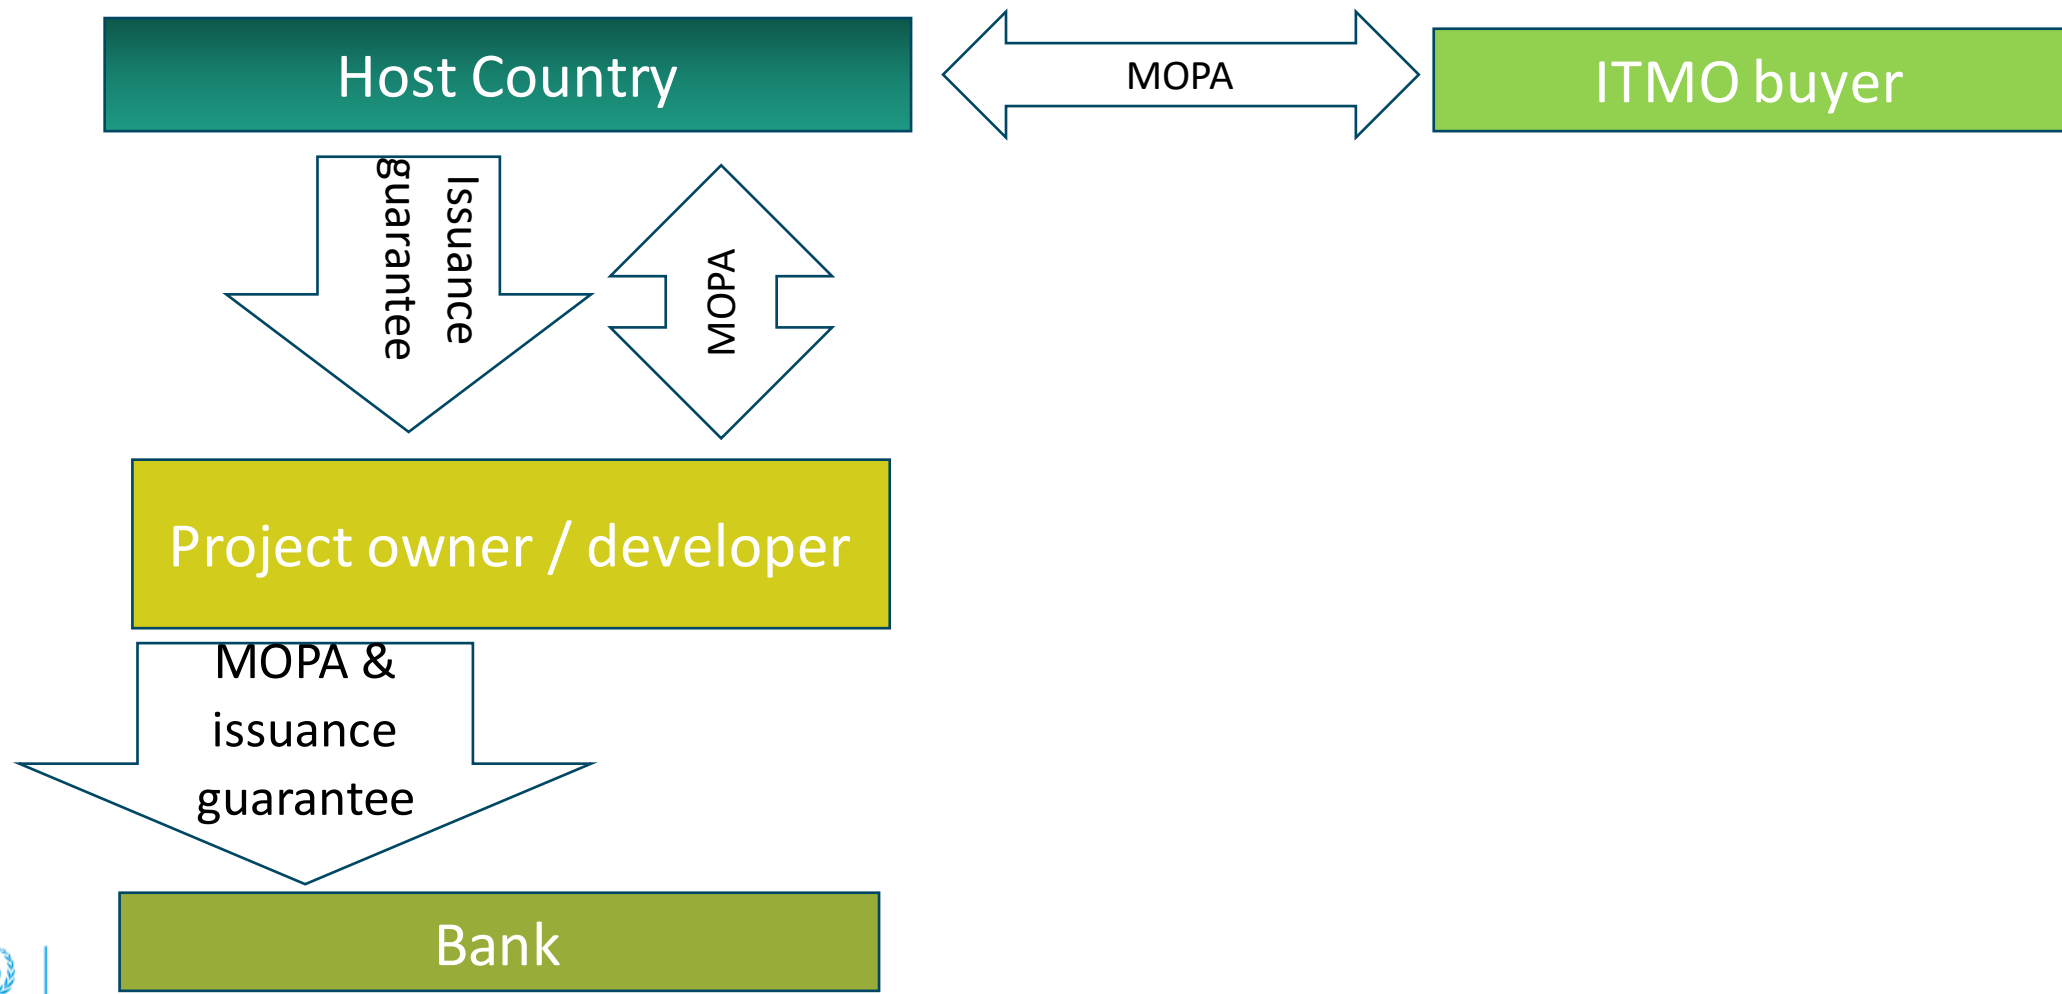 Host Country
MOPA
ITMO buyer
Issuance
guarantee
MOPA
Project owner / developer
MOPA &
issuance
guarantee
Bank